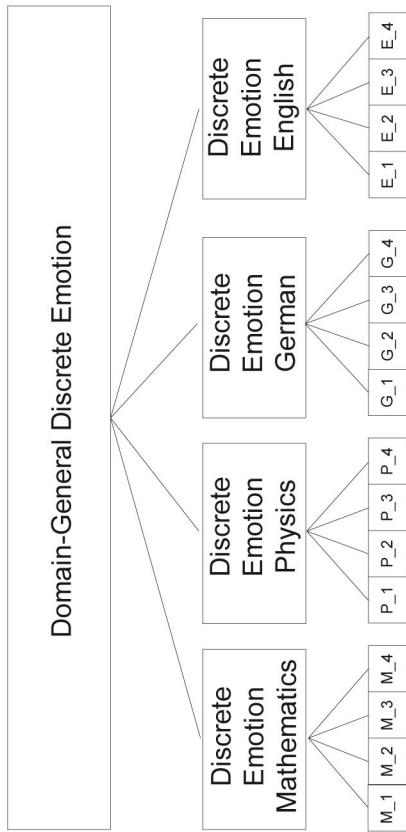 Domain-General Discrete Emotion
Discrete
Emotion
Mathematics
Discrete
Emotion
Physics
Discrete
Emotion
German
Discrete
Emotion
English
M_1 M_2 M_3 M_4 P_1 P_2 P_3 P_4 G_1 G_2 G_3 G_4 E_1 E_2 E_3 E_4